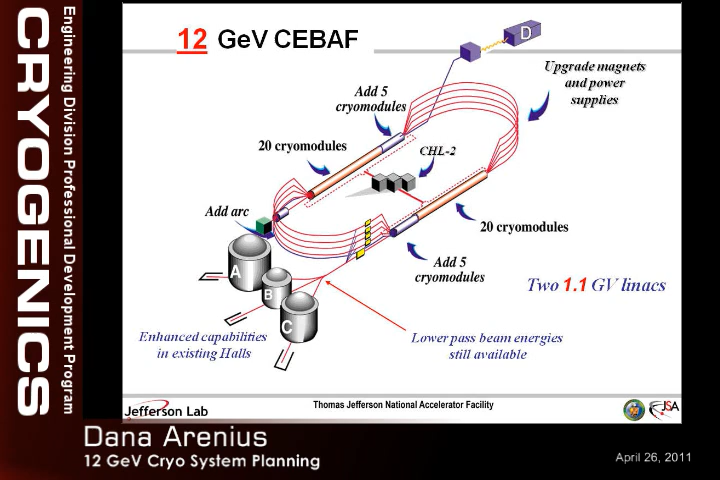 CRYOGENICS
Engineering Division Professional Development Program
12 GeV CEBAF
D
Upgrade magnets
and power
supplies
Add 5
cryomodules
20 cryomodules
CHL-2
Add arc
20 cryomodules
Add 5
cryomodules
A
B
C
Two 1.1 GV linacs
Enhanced capabilities
in existing Halls
Lower pass beam energies
still available
Jefferson Lab
Thomas Jefferson National Accelerator Facility
JSA
Dana Arenius
12 GeV Cryo System Planning
April 26, 2011